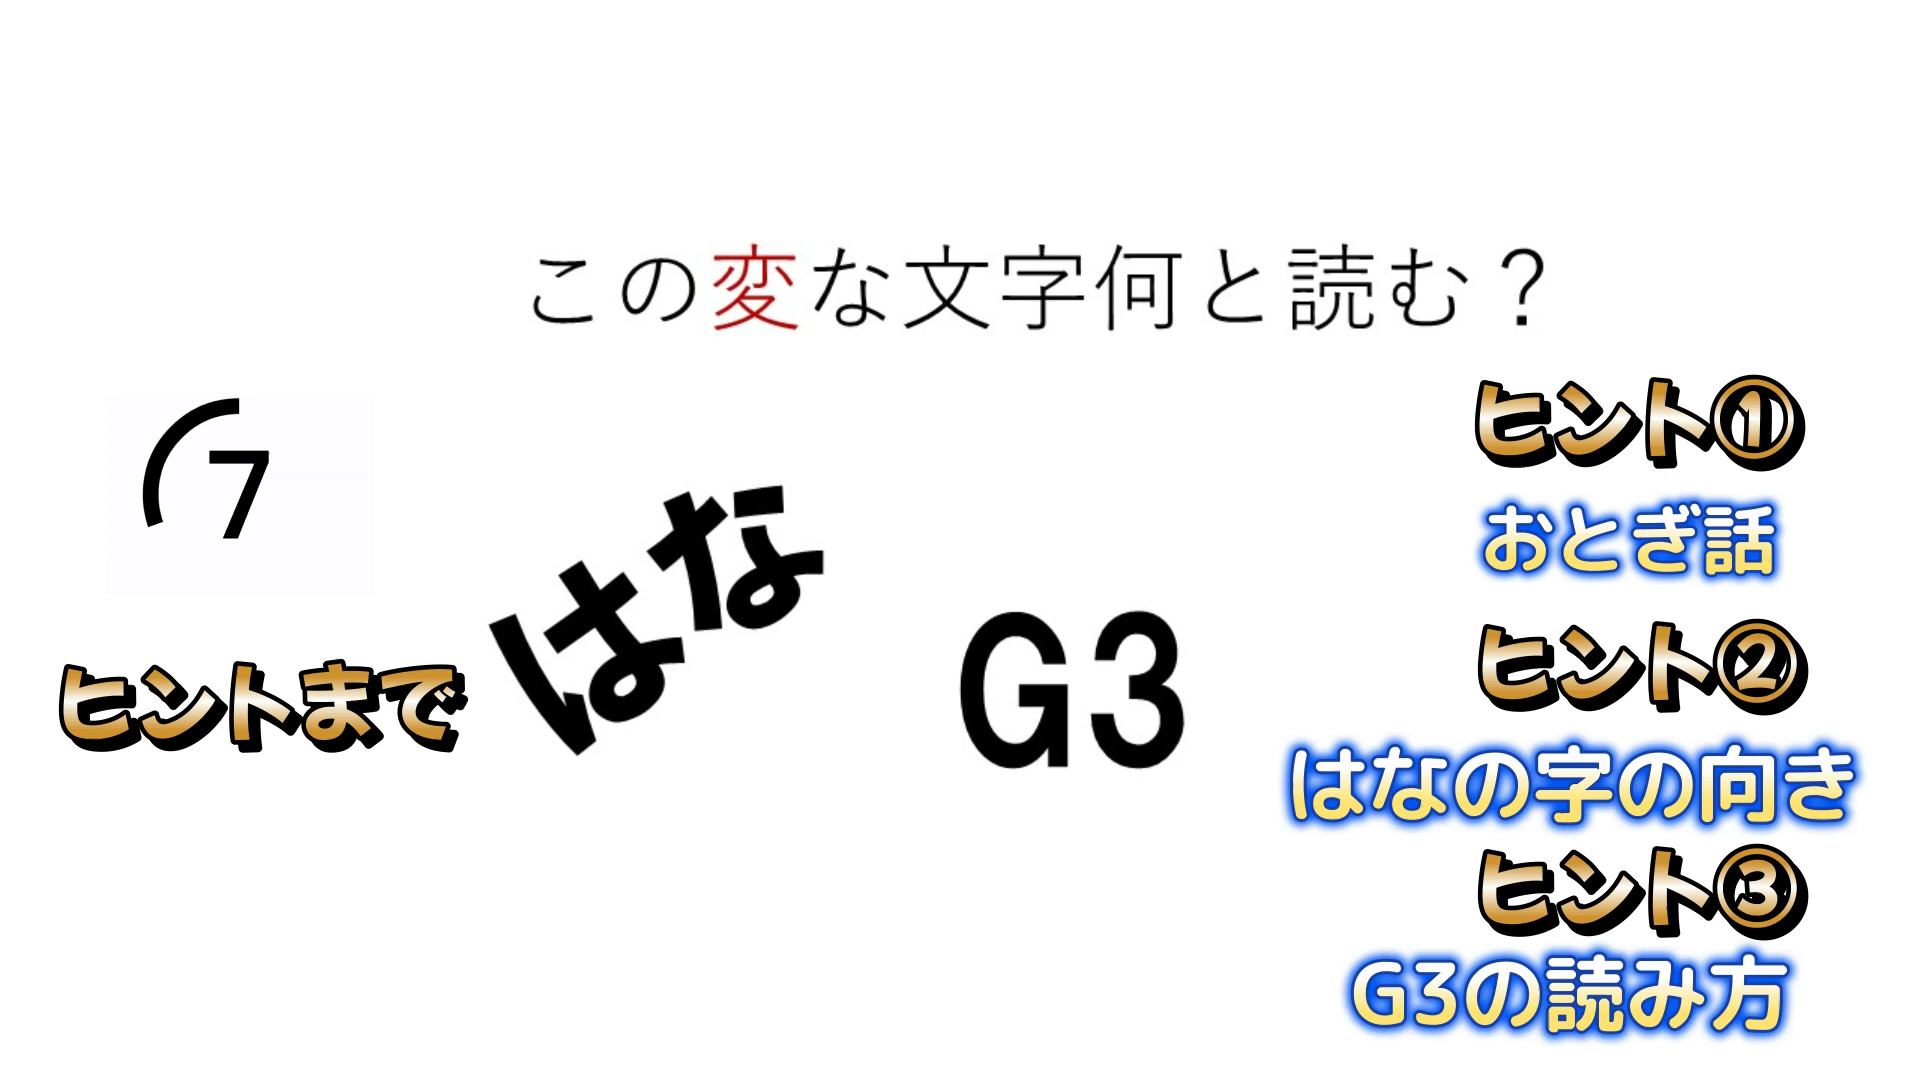 この変な文字何と読む？
7
ヒントまで
はな
G3
ヒント①
おとぎ話
ヒント②
はなの字の向き
ヒント③
G3の読み方